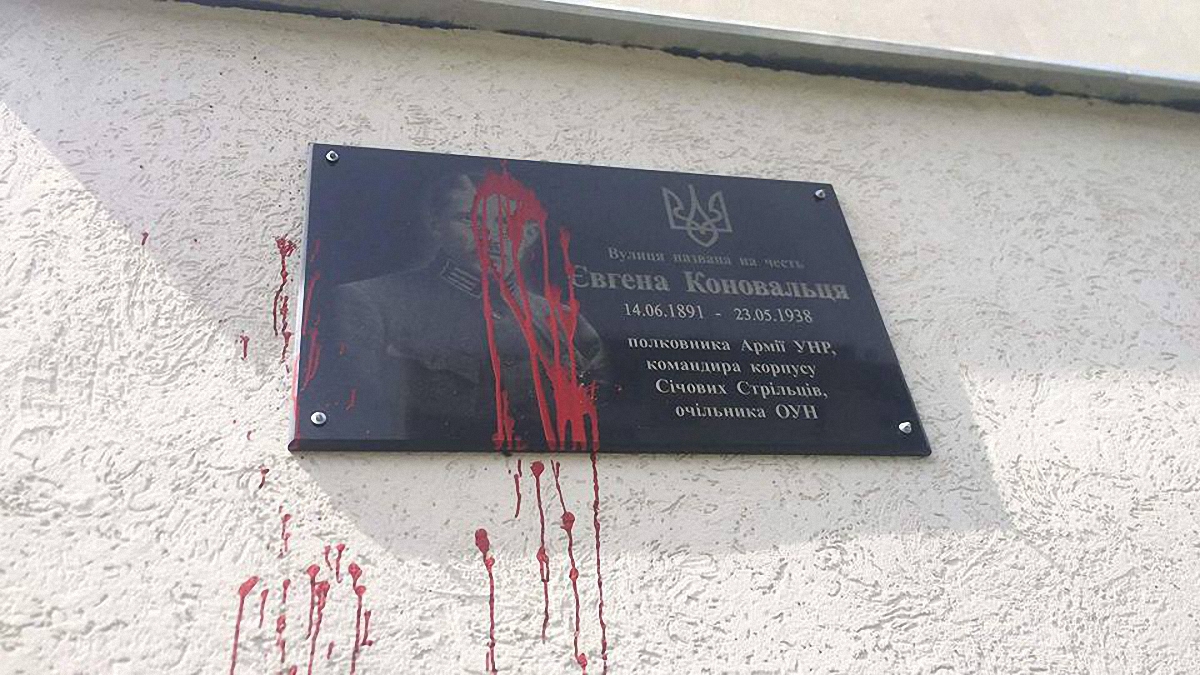 Вулиця названа на честь
Євгена Коновальця
14.06.1891 - 23.05.1938
полковника Армії УНР,
командира корпусу
Січових Стрільців,
очільника ОУН